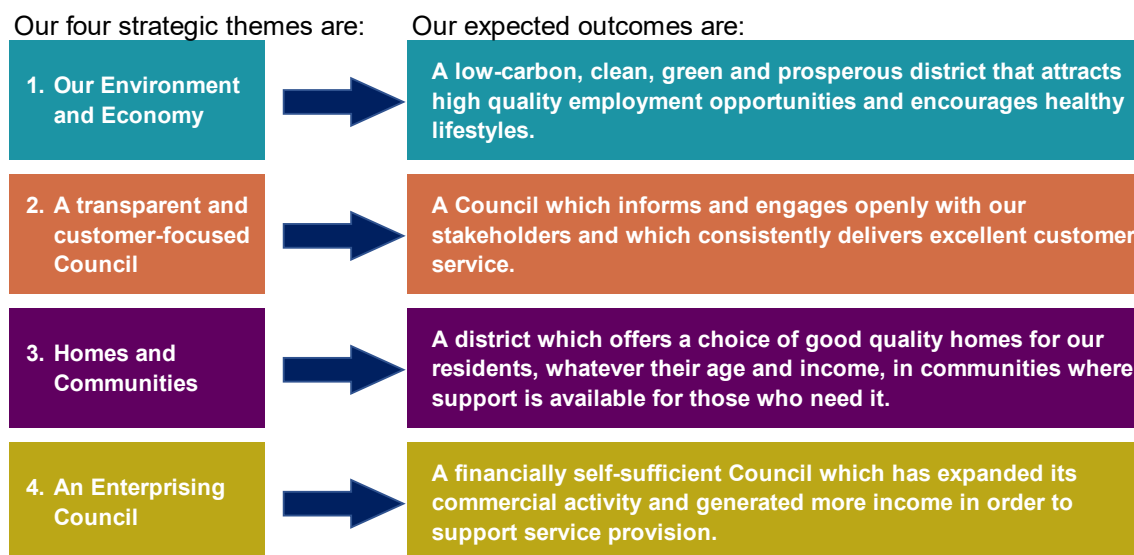 Our four strategic themes are:
Our expected outcomes are:
1. Our Environment
and Economy
A low-carbon, clean, green and prosperous district that attracts
high quality employment opportunities and encourages healthy
lifestyles.
2. A transparent and
customer-focused
Council
A Council which informs and engages openly with our
stakeholders and which consistently delivers excellent customer
service.
3. Homes and
Communities
A district which offers a choice of good quality homes for our
residents, whatever their age and income, in communities where
support is available for those who need it.
4. An Enterprising
Council
A financially self-sufficient Council which has expanded its
commercial activity and generated more income in order to
support service provision.